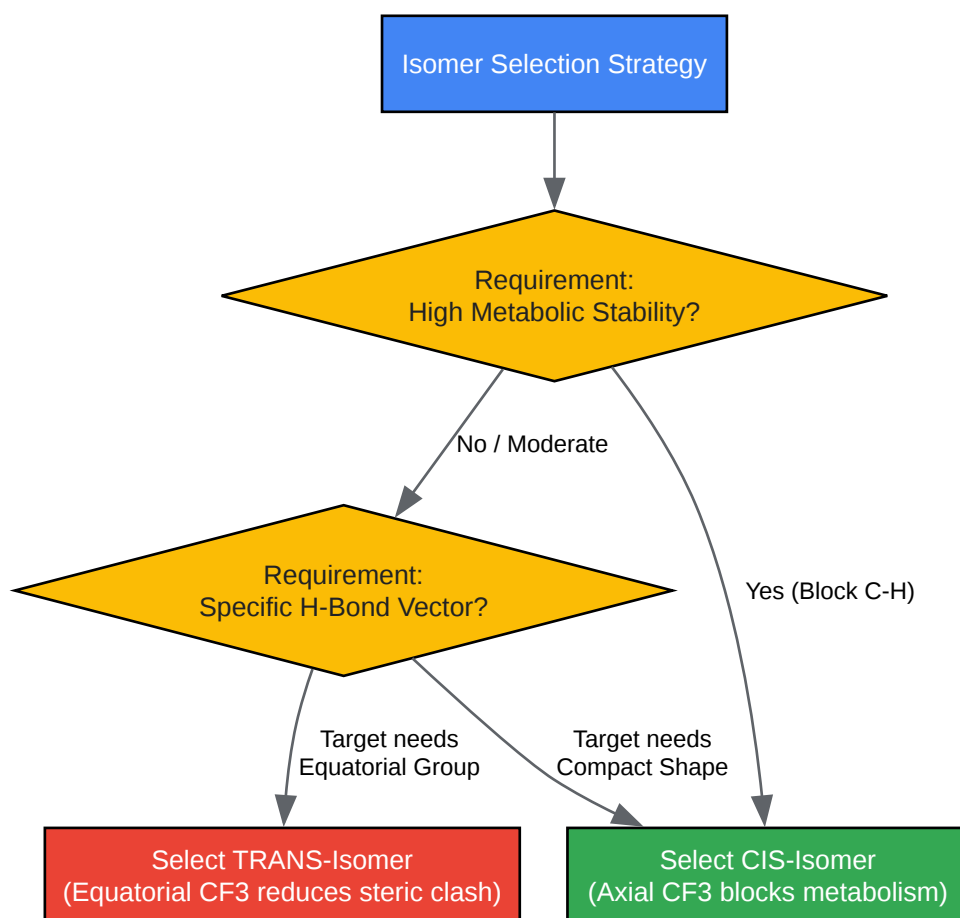 Isomer Selection Strategy
Requirement:
High Metabolic Stability?
No / Moderate
Requirement:
Specific H-Bond Vector?
Yes (Block C-H)
Target needs
Equatorial Group
Target needs
Compact Shape
Select TRANS-Isomer
(Equatorial CF3 reduces steric clash)
Select CIS-Isomer
(Axial CF3 blocks metabolism)